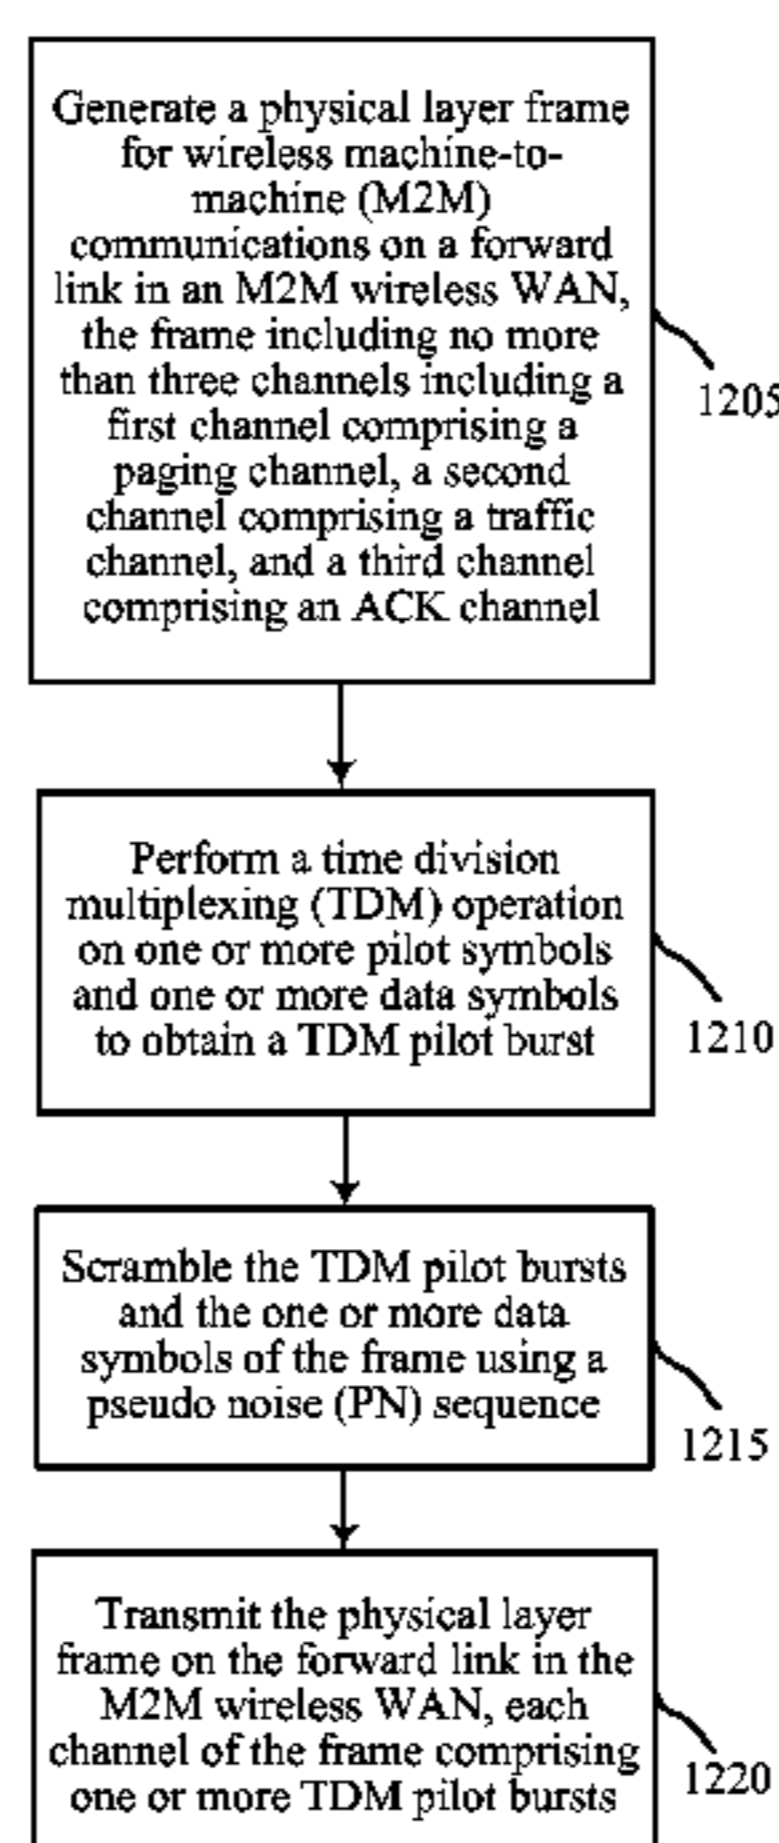 Generate a physical layer frame
for wireless machine-to-
machine (M2M)
communications on a forward
link in an M2M wireless WAN,
the frame including no more
than three channels including a
first channel comprising a
paging channel, a second
channel comprising a traffic
channel, and a third channel
comprising an ACK channel
1205
Perform a time division
multiplexing (TDM) operation
on one or more pilot symbols
and one or more data symbols
to obtain a TDM pilot burst
1210
Scramble the TDM pilot bursts
and the one or more data
symbols of the frame using a
pseudo noise (PN) sequence
1215
Transmit the physical layer
frame on the forward link in the
M2M wireless WAN, each
channel of the frame comprising
one or more TDM pilot bursts
1220